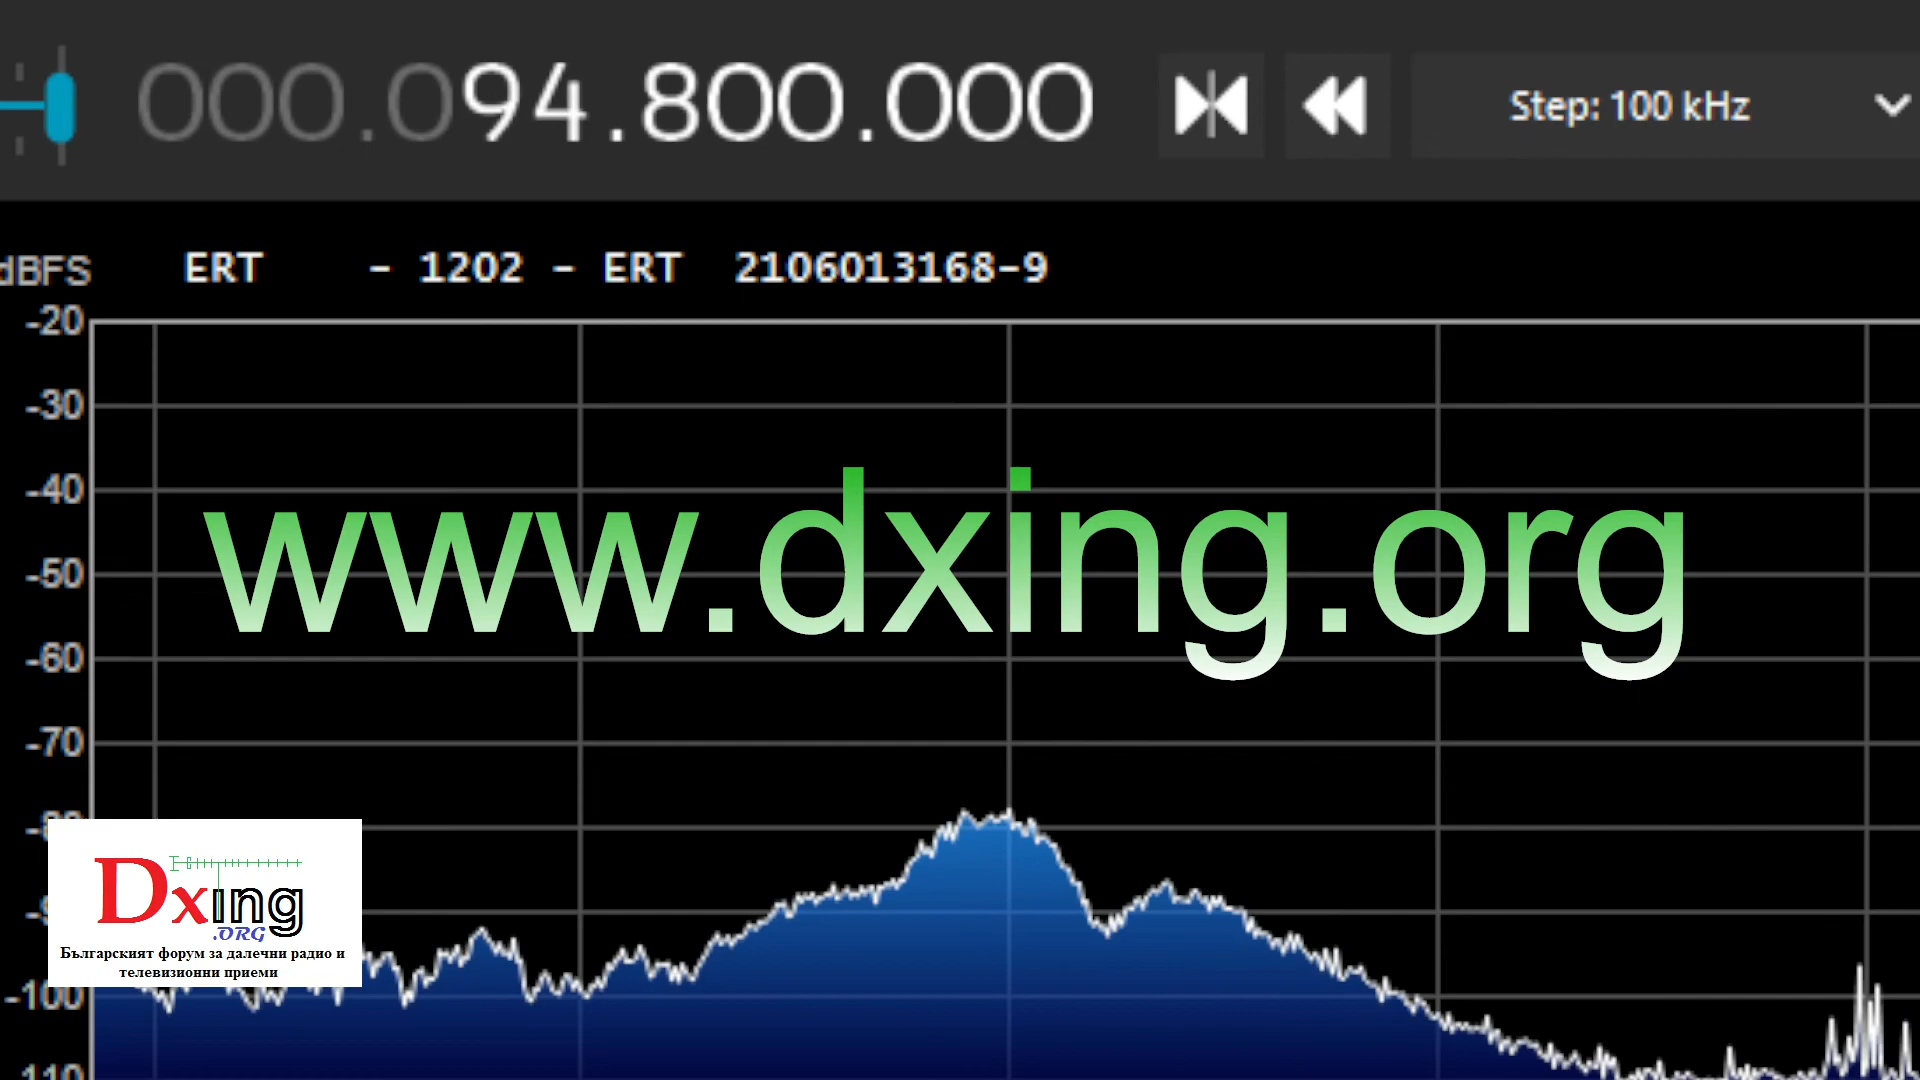 000.094.800.000
Step: 100 kHz
dBFS
ERT - 1202 - ERT 2106013168-9
-20
-30
-40
-50
-60
-70
-100
-110
www.dxing.org
Dxing
.ORG
Българският форум за далечни радио и
телевизионни приеми